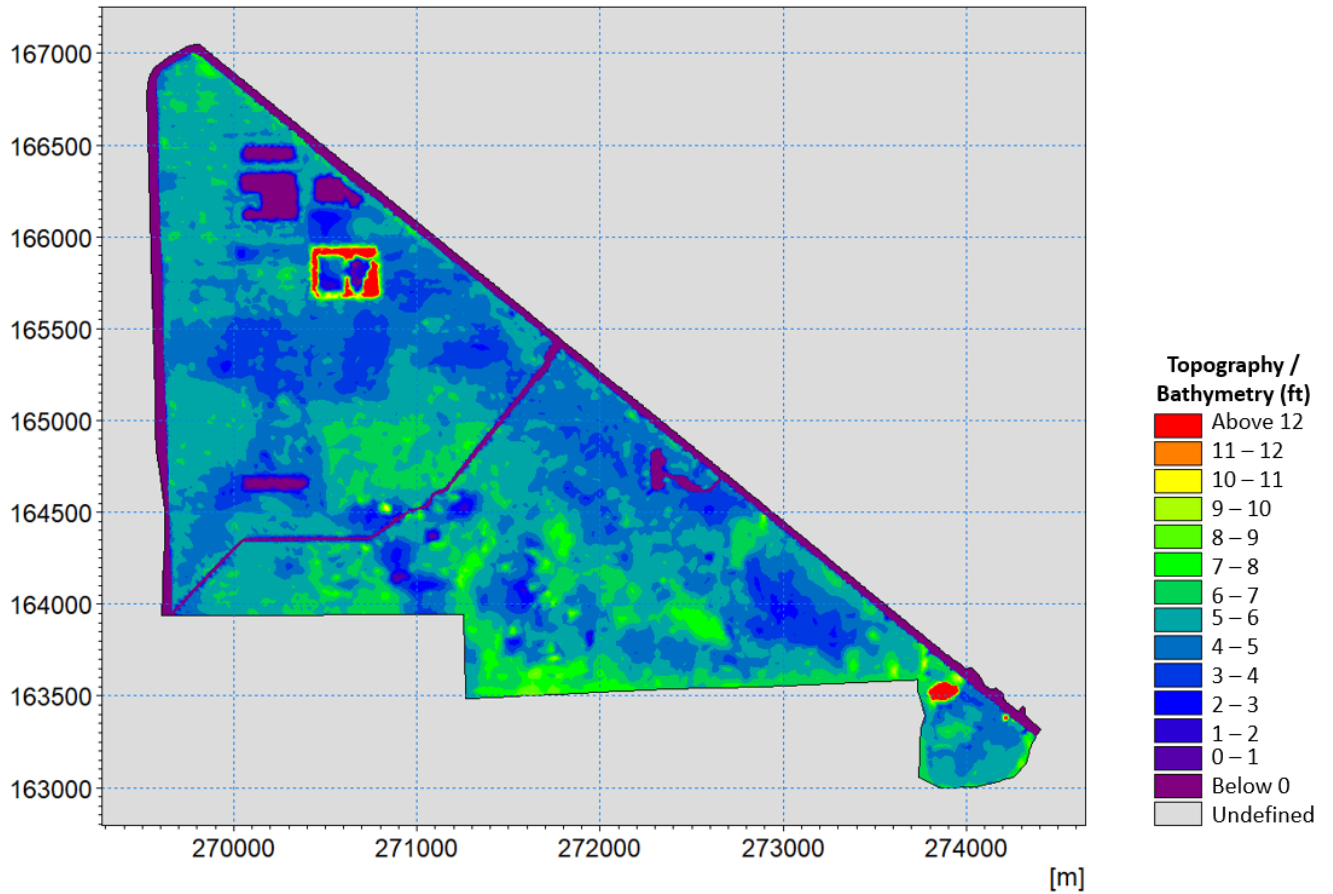 167000
166500
166000
165500
165000
164500
164000
163500
163000
270000 271000 272000 273000 274000
[m]
Topography /
Bathymetry (ft)
Above 12
11 – 12
10 – 11
9 – 10
8 – 9
7 – 8
6 – 7
5 – 6
4 – 5
3 – 4
2 – 3
1 – 2
0 – 1
Below 0
Undefined